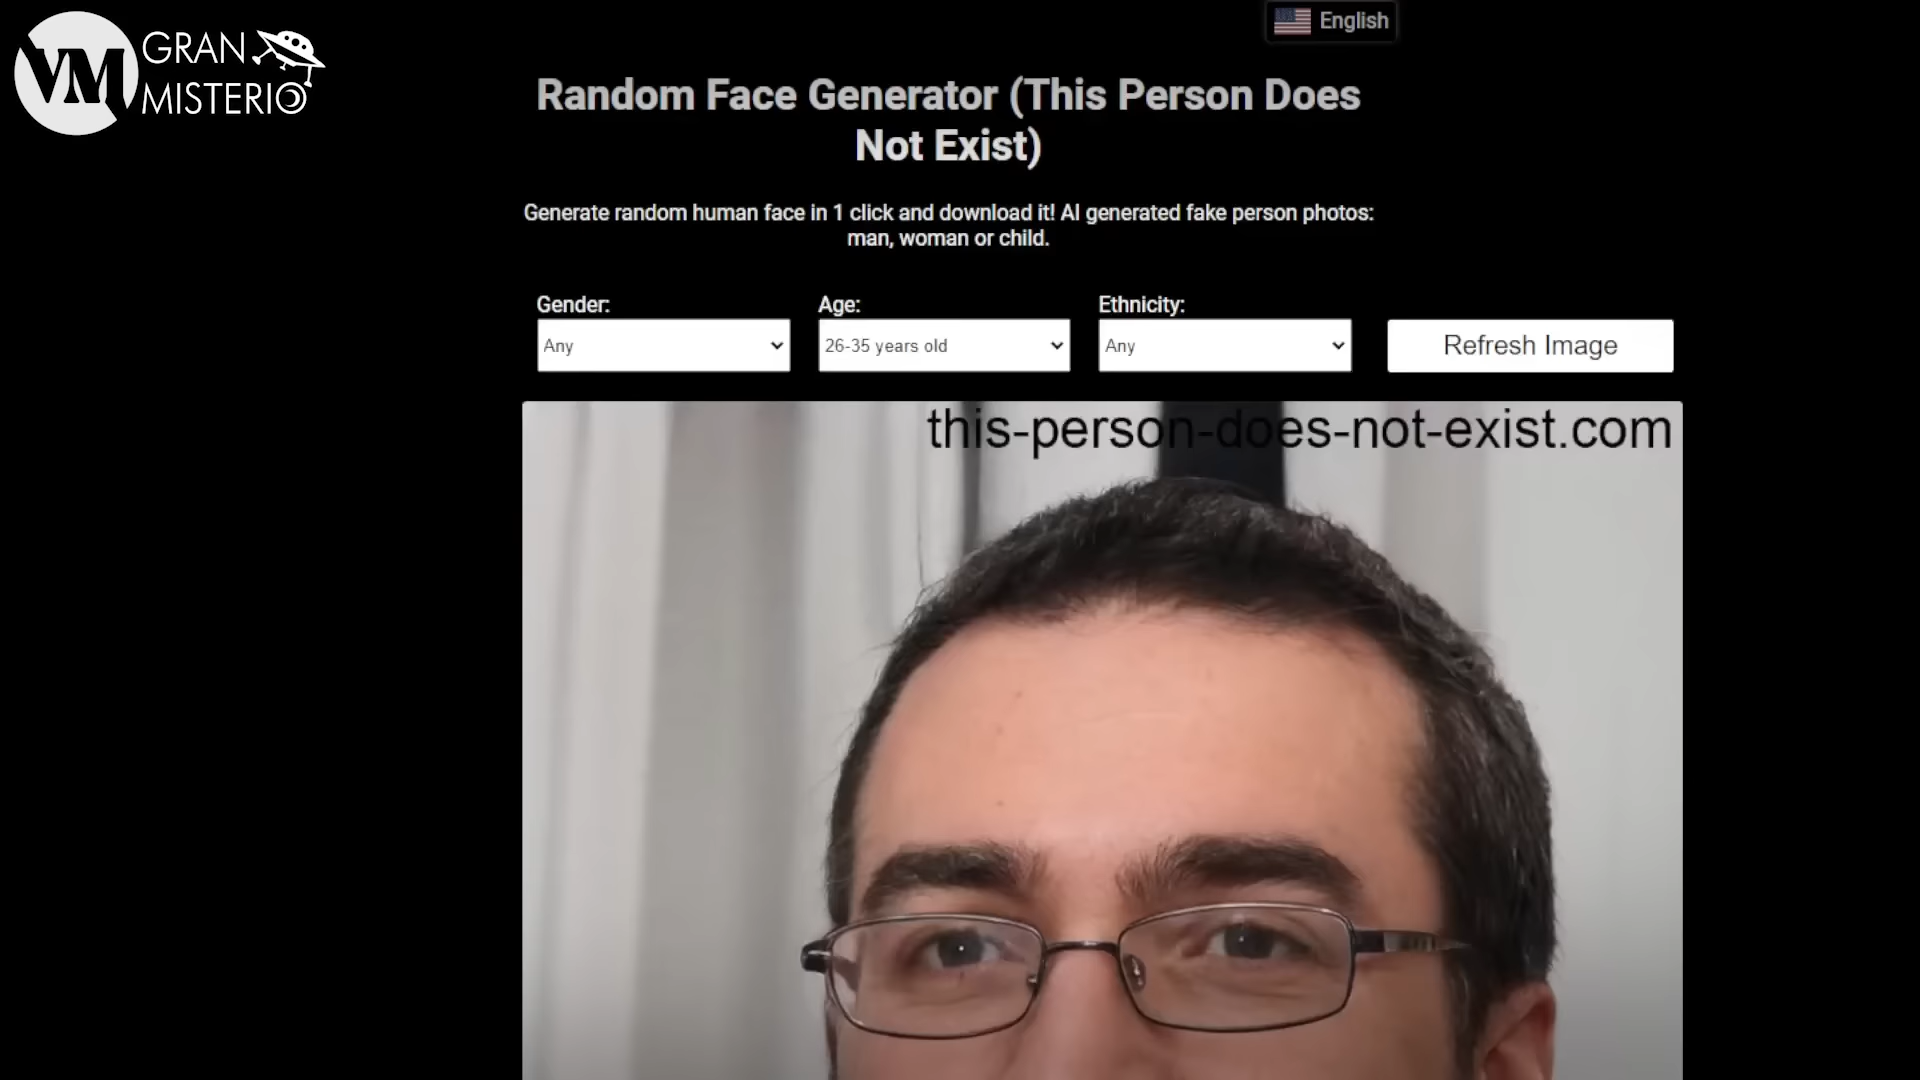 VM GRAN
MISTERIO
English
Random Face Generator (This Person Does
Not Exist)
Generate random human face in 1 click and download it! AI generated fake person photos:
man, woman or child.
Gender:
Age:
Ethnicity:
Any
26-35 years old
Any
Refresh Image
this-person-does-not-exist.com